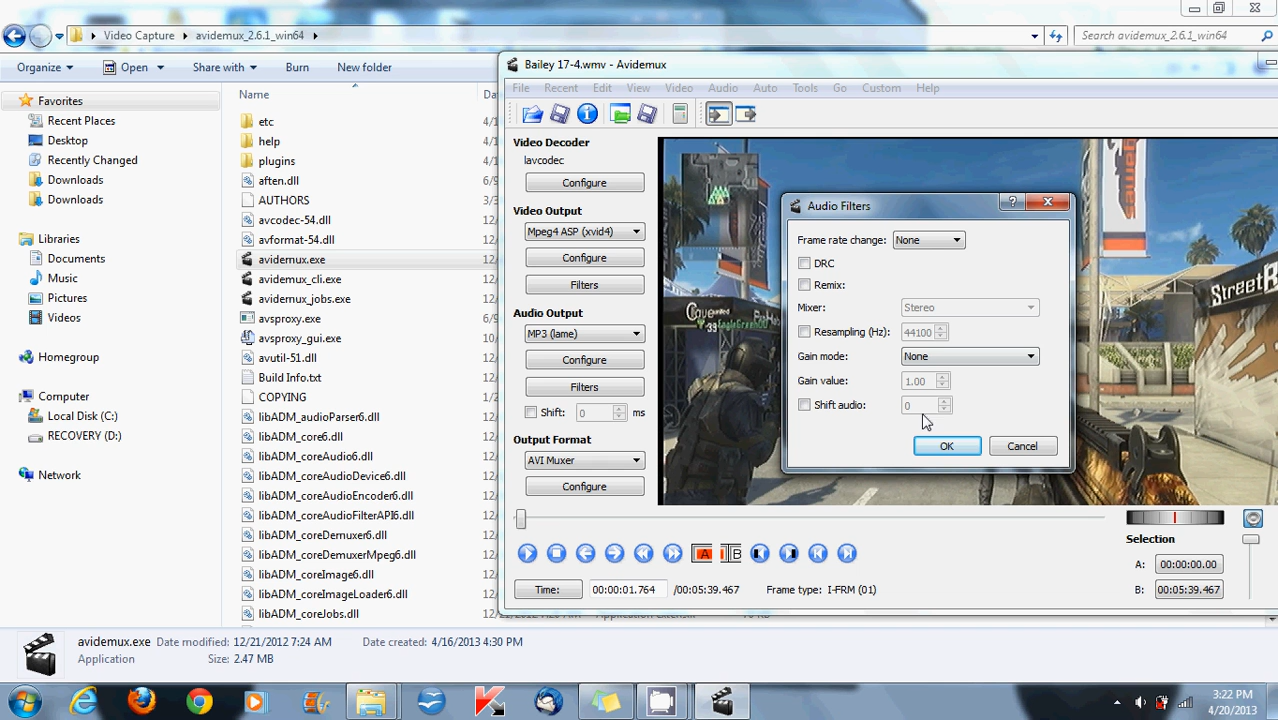 Video Capture ▸ avidemux_2.6.1_win64 ▸
Search avidemux_2.6.1_win64
Organize Open Share with Burn New folder
Favorites
Recent Places
Desktop
Recently Changed
Downloads
Downloads
Libraries
Documents
Music
Pictures
Videos
Homegroup
Computer
Local Disk (C:)
RECOVERY (D:)
Network
Name
etc
help
plugins
aften.dll
AUTHORS
avcodec-54.dll
avformat-54.dll
avidemux.exe
avidemux_cli.exe
avidemux_jobs.exe
avsproxy.exe
avsproxy_gui.exe
avutil-51.dll
Build Info.txt
COPYING
libADM_audioParser6.dll
libADM_core6.dll
libADM_coreAudio6.dll
libADM_coreAudioDevice6.dll
libADM_coreAudioEncoder6.dll
libADM_coreAudioFilterAPI6.dll
libADM_coreDemuxer.dll
libADM_coreDemuxerMpeg6.dll
libADM_coreImage6.dll
libADM_coreImageLoader6.dll
libADM_coreJobs.dll
Bailey 17-4.wmv - Avidemux
File Recent Edit View Video Audio Auto Tools Go Custom Help
Video Decoder
lavcodec
Configure
Video Output
Mpeg4 ASP (xvid4)
Configure
Filters
Audio Output
MP3 (lame)
Configure
Filters
Shift: 0 ms
Output Format
AVI Muxer
Configure
Audio Filters
Frame rate change: None
DRC
Remix:
Mixer: Stereo
Resampling (Hz): 44100
Gain mode: None
Gain value: 1.00
Shift audio: 0
OK Cancel
StreetR
A B
Selection
A: 00:00:00.00
B: 00:05:39.467
Time: 00:00:01.764 /00:05:39.467 Frame type: I-FRM (01)
avidemux.exe Date modified: 12/21/2012 7:24 AM Date created: 4/16/2013 4:30 PM
Application Size: 2.47 MB
3:22 PM
4/20/2013